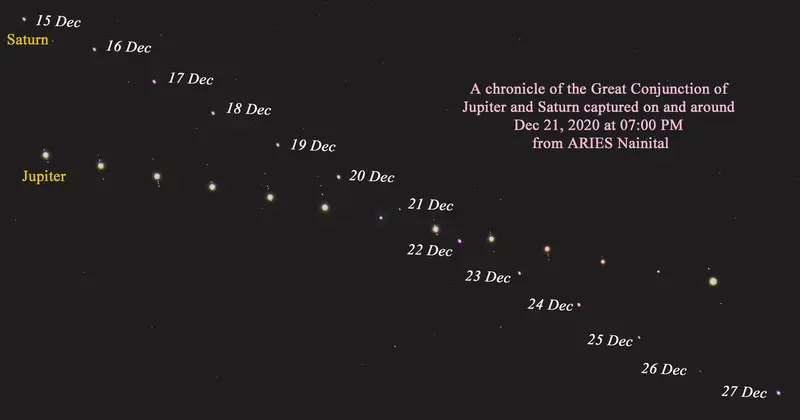 15 Dec
Saturn
16 Dec
17 Dec
A chronicle of the Great Conjunction of
Jupiter and Saturn captured on and around
Dec 21, 2020 at 07:00 PM
from ARIES Nainital
18 Dec
19 Dec
Jupiter
20 Dec
21 Dec
22 Dec
23 Dec
24 Dec
25 Dec
26 Dec
27 Dec